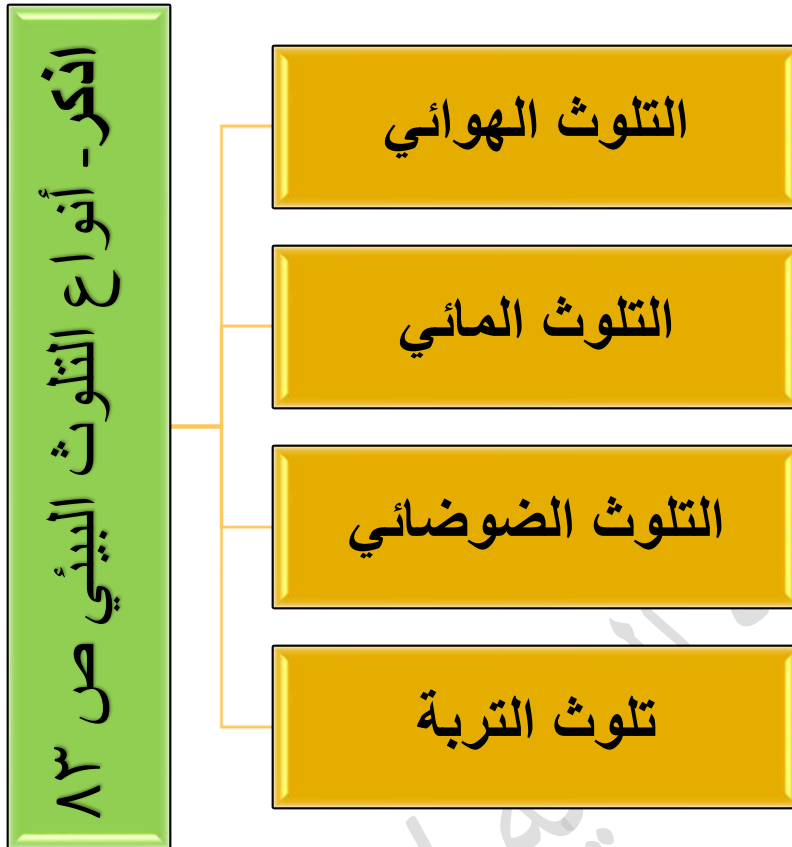 اذكر- أنواع التلوث البيئي ص ٨٣
التلوث الهوائي
التلوث المائي
التلوث الضوضائي
تلوث التربة